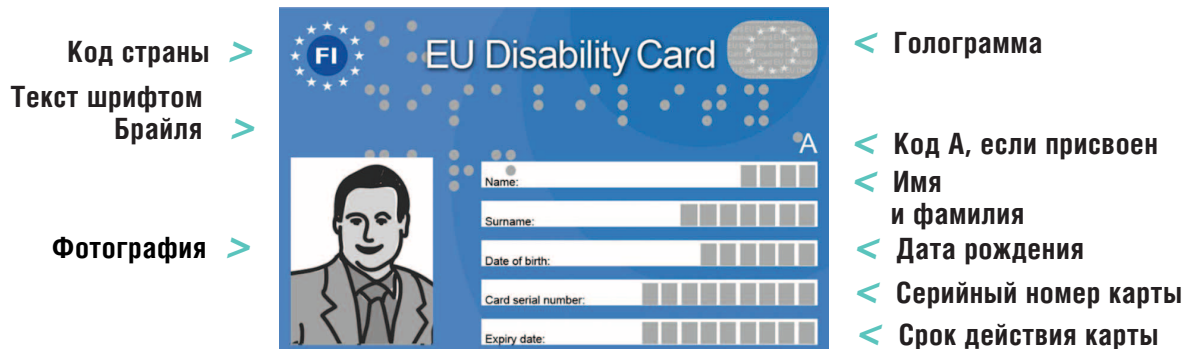 Код страны >
Текст шрифтом
Брайля >
Фотография >
FI
EU Disability Card
A
Name:
Surname:
Date of birth:
Card serial number:
Expiry date:
< Голограмма
< Код А, если присвоен
< Имя
и фамилия
< Дата рождения
< Серийный номер карты
< Срок действия карты